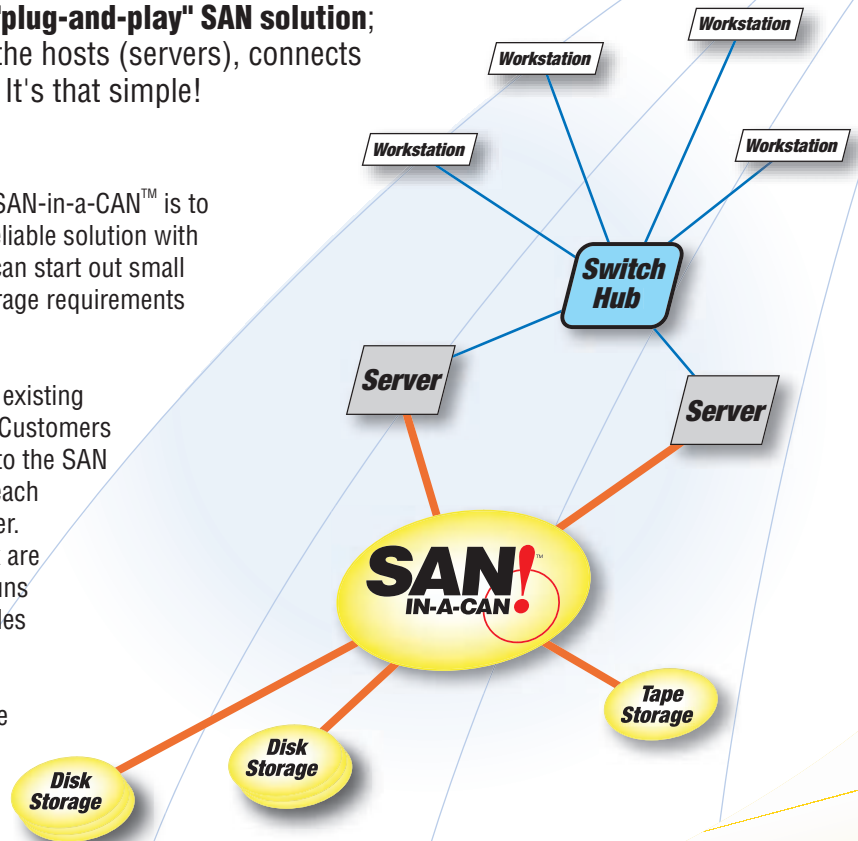 "plug-and-play" SAN solution;
the hosts (servers), connects
It's that simple!
SAN-in-a-CAN™ is to
eliable solution with
can start out small
rage requirements
existing
Customers
to the SAN
each
er.
are
uns
les
e
Workstation
Workstation
Workstation
Workstation
Switch
Hub
Server
Server
SAN!™
IN-A-CAN
Tape
Storage
Disk
Storage
Disk
Storage